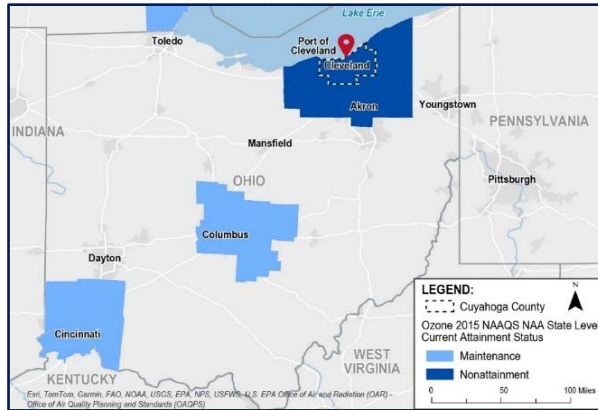 Lake Erie
Toledo
Port of
Cleveland
Cleveland
Akron
Youngstown
PENNSYLVANIA
INDIANA
Mansfield
OHIO
Pittsburgh
Columbus
Dayton
Cincinnati
WEST
VIRGINIA
KENTUCKY
LEGEND:
Cuyahoga County
N
Ozone 2015 NAAQS NAA State Level
Current Attainment Status
Maintenance
Nonattainment
0 50 100 Miles
Esri, TomTom, Garmin, FAO, NOAA, USGS, EPA, NPS, USFWS, U.S. EPA Office of Air and Radiation (OAR) -
Office of Air Quality Planning and Standards (OAQPS)